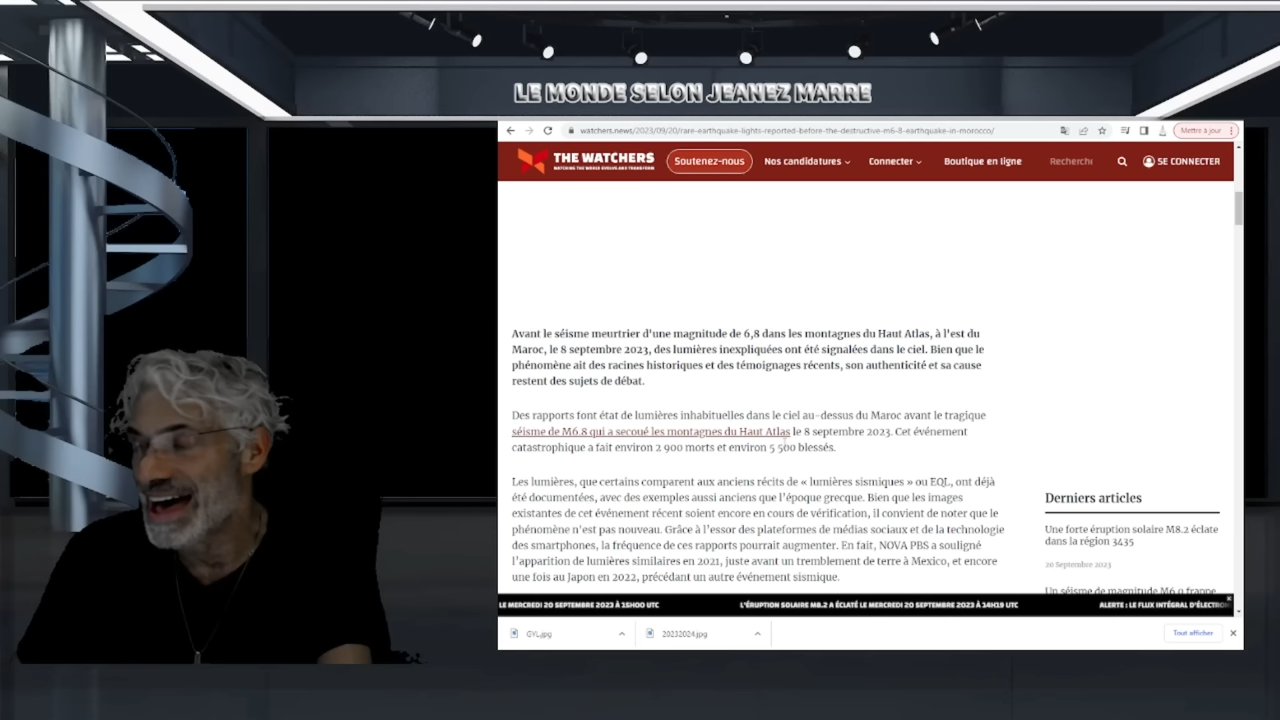 LE MONDE SELON JEANEZ MARRE
watchers.news/2023/09/20/rare-earthquake-lights-reported-before-the-destructive-m6-8-earthquake-in-morocco/
Mettre à jour
THE WATCHERS
WATCHING THE WORLD EVOLVE AND TRANSFORM
Soutenez-nous
Nos candidatures
Connecter
Boutique en ligne
Recherche
SE CONNECTER
Avant le séisme meurtrier d'une magnitude de 6,8 dans les montagnes du Haut Atlas, à l'est du
Maroc, le 8 septembre 2023, des lumières inexpliquées ont été signalées dans le ciel. Bien que le
phénomène ait des racines historiques et des témoignages récents, son authenticité et sa cause
restent des sujets de débat.
Des rapports font état de lumières inhabituelles dans le ciel au-dessus du Maroc avant le tragique
séisme de M6.8 qui a secoué les montagnes du Haut Atlas le 8 septembre 2023. Cet événement
catastrophique a fait environ 2 900 morts et environ 5 500 blessés.
Les lumières, que certains comparent aux anciens récits de « lumières sismiques » ou EQL, ont déjà
été documentées, avec des exemples aussi anciens que l'époque grecque. Bien que les images
existantes de cet événement récent soient encore en cours de vérification, il convient de noter que le
phénomène n'est pas nouveau. Grâce à l'essor des plateformes de médias sociaux et de la technologie
des smartphones, la fréquence de ces rapports pourrait augmenter. En fait, NOVA PBS a souligné
l'apparition de lumières similaires en 2021, juste avant un tremblement de terre à Mexico, et encore
une fois au Japon en 2022, précédant un autre événement sismique.
Derniers articles
Une forte éruption solaire M8.2 éclate
dans la région 3435
20 Septembre 2023
Un séisme de magnitude M6.0 frappe
LE MERCREDI 20 SEPTEMBRE 2023 À 15H00 UTC
L'ÉRUPTION SOLAIRE M8.2 A ÉCLATÉ LE MERCREDI 20 SEPTEMBRE 2023 À 14H19 UTC
ALERTE : LE FLUX INTÉGRAL D'ÉLECTRON
GYL.jpg
20232024.jpg
Tout afficher